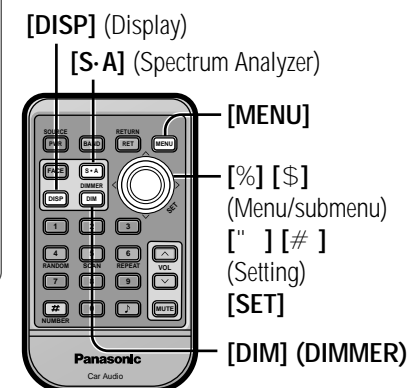 [DISP] (Display)
[S·A] (Spectrum Analyzer)
[MENU]
[%] [$]
(Menu/submenu)
[" ] [# ]
(Setting)
[SET]
[DIM] (DIMMER)
SOURCE RETURN
PWR BAND RET MENU
FACE S·A
DIMMER
DISP DIM
SET
1 2 3
4 5 6
RANDOM SCAN REPEAT VOL
7 8 9
# 0 ♪ MUTE
NUMBER
Panasonic
Car Audio